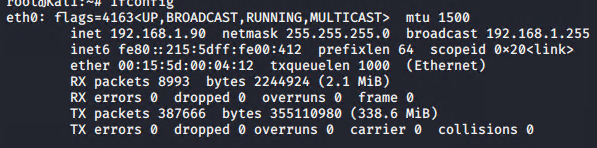 root@Kali:~# ifconfig
eth0: flags=4163<UP,BROADCAST,RUNNING,MULTICAST>  mtu 1500
        inet 192.168.1.90  netmask 255.255.255.0  broadcast 192.168.1.255
        inet6 fe80::215:5dff:fe00:412  prefixlen 64  scopeid 0×20<link>
        ether 00:15:5d:00:04:12  txqueuelen 1000  (Ethernet)
        RX packets 8993  bytes 2244924 (2.1 MiB)
        RX errors 0  dropped 0  overruns 0  frame 0
        TX packets 387666  bytes 355110980 (338.6 MiB)
        TX errors 0  dropped 0 overruns 0  carrier 0  collisions 0